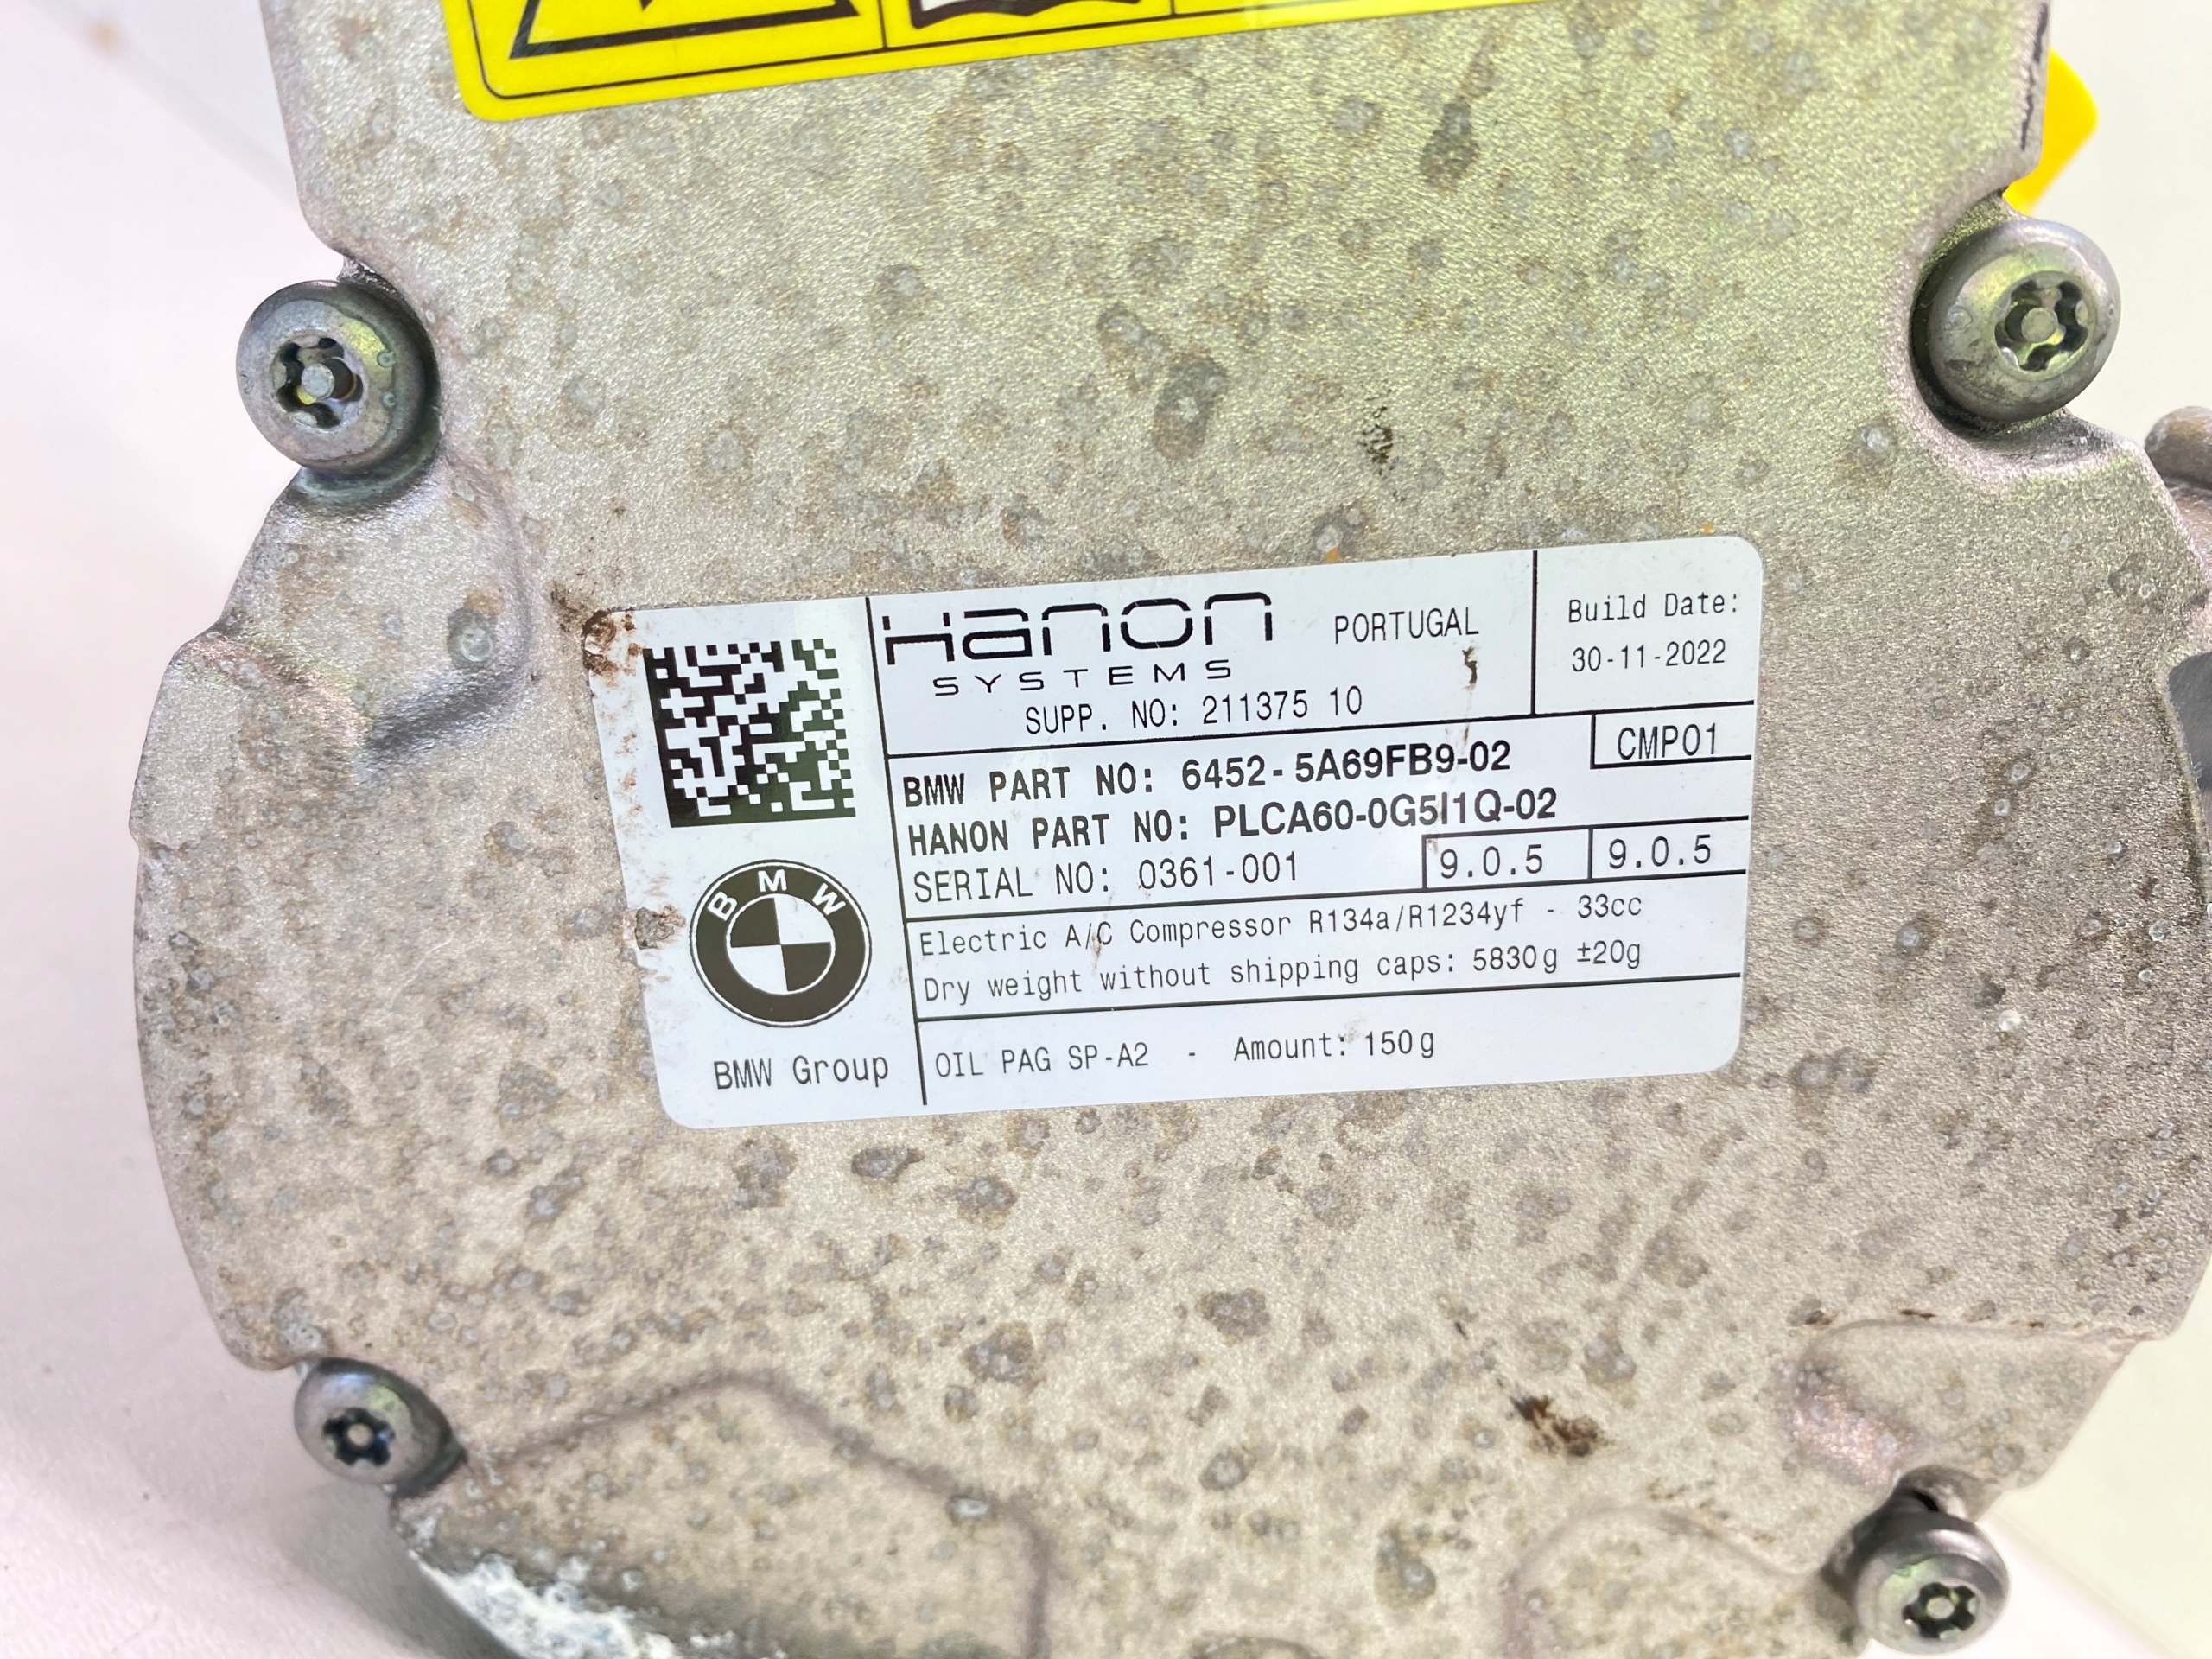 Hanon
SYSTEMS
PORTUGAL
SUPP. NO: 211375 10
Build Date:
30-11-2022
CMP01
BMW PART NO: 6452-5A69FB9-02
HANON PART NO: PLCA60-0G5I1Q-02
SERIAL NO: 0361-001
9.0.5
9.0.5
Electric A/C Compressor R134a/R1234yf - 33cc
Dry weight without shipping caps: 5830g ±20g
OIL PAG SP-A2 - Amount: 150g
BMW
BMW Group